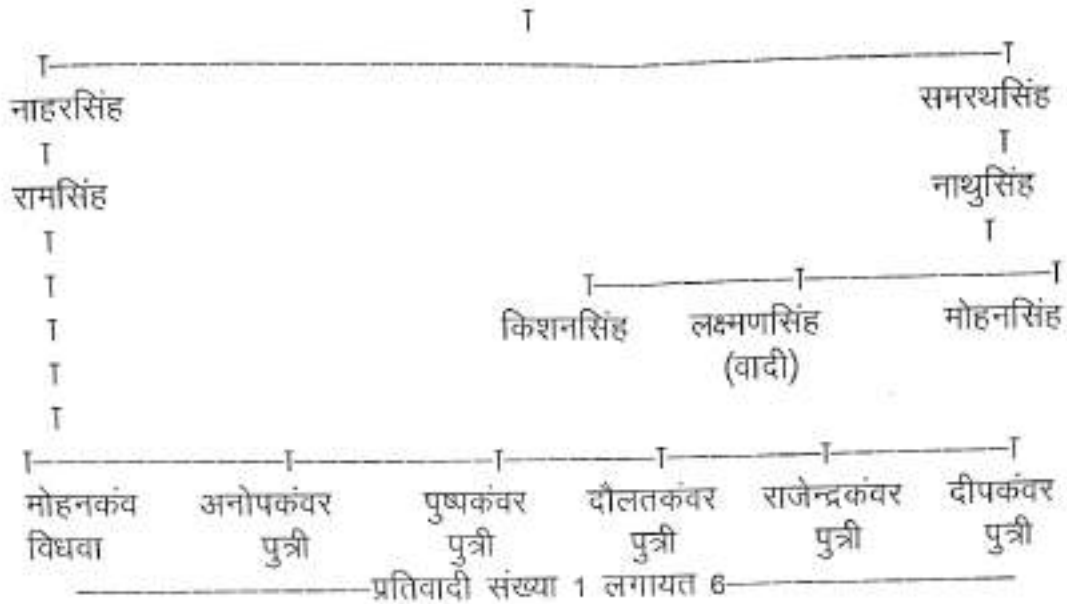 T
T T
नाहरसिंह समरथसिंह
T T
रामसिंह नाथुसिंह
T T
T T T T
किशनसिंह लक्ष्मणसिंह मोहनसिंह
T
(वादी)
T
T
T T T T T T
मोहनकंव अनोपकंवर पुष्पकंवर दौलतकंवर राजेन्द्रकंवर दीपकंवर
विधवा पुत्री पुत्री पुत्री पुत्री पुत्री
प्रतिवादी संख्या 1 लगायत 6